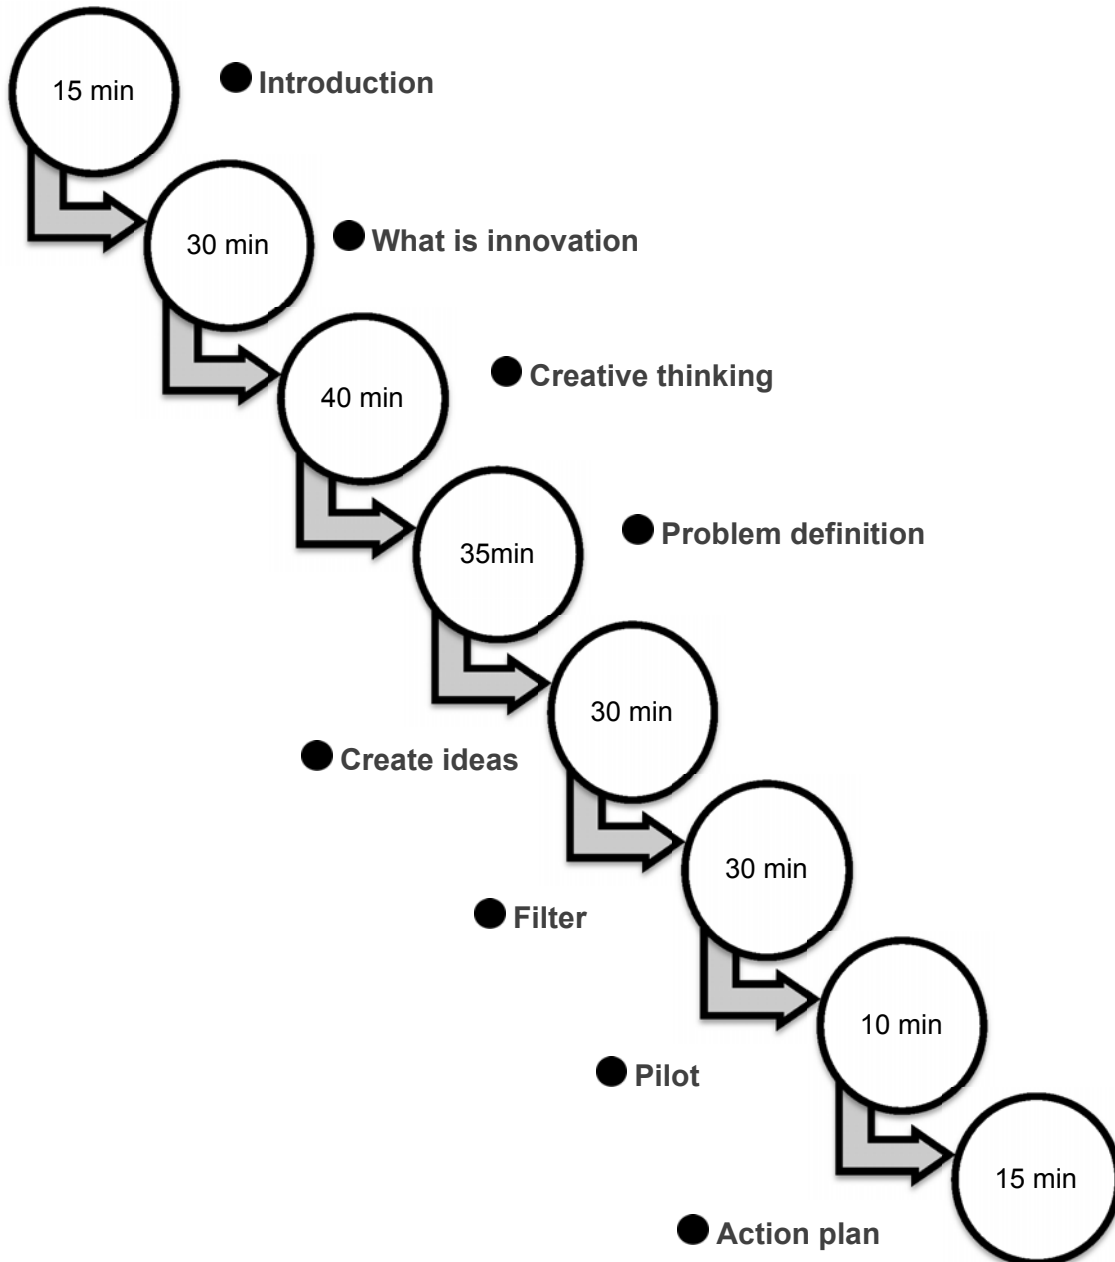 15 min
Introduction
30 min
What is innovation
40 min
Creative thinking
35min
Problem definition
30 min
Create ideas
30 min
Filter
10 min
Pilot
15 min
Action plan